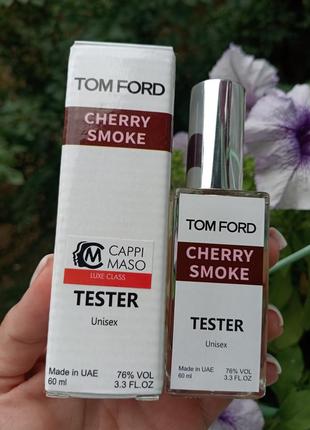 TOM FORD
CHERRY
SMOKE
CAPPI
MASO
LUXE CLASS
TESTER
Unisex
Made in UAE 76% VOL
60 ml 3.3 FL.OZ
TOM FORD
CHERRY
SMOKE
TESTER
Unisex
Made in UAE 76% VOL
60 ml 3.3 FL.OZ